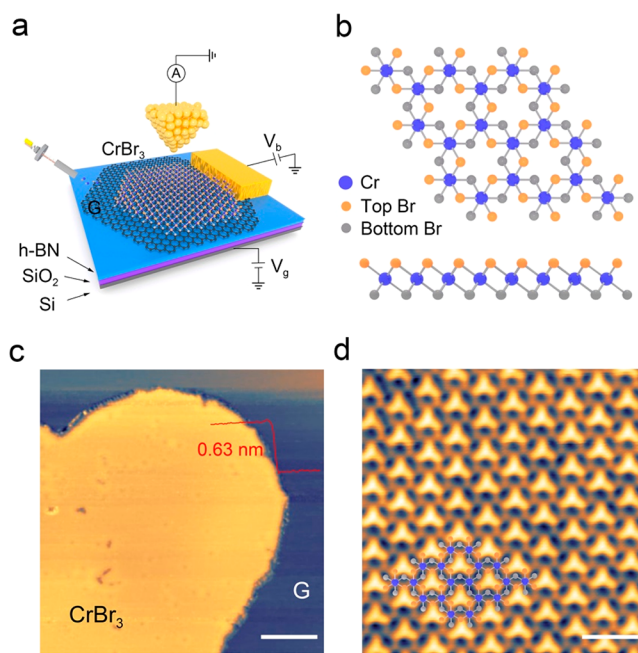 a
A
CrBr3
Vb
G
h-BN
SiO2
Si
Vg
b
Cr
Top Br
Bottom Br
c
0.63 nm
G
CrBr3
d